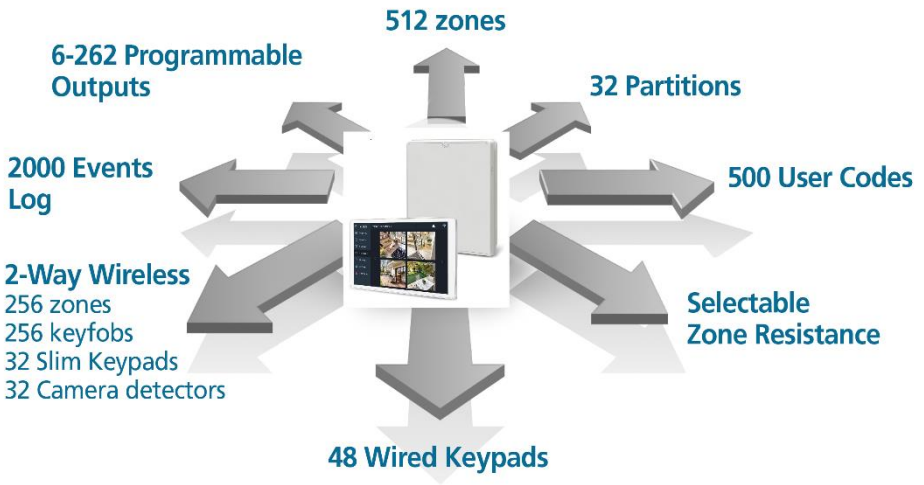 512 zones
6-262 Programmable
Outputs
32 Partitions
2000 Events
Log
500 User Codes
2-Way Wireless
256 zones
256 keyfobs
32 Slim Keypads
32 Camera detectors
Selectable
Zone Resistance
48 Wired Keypads